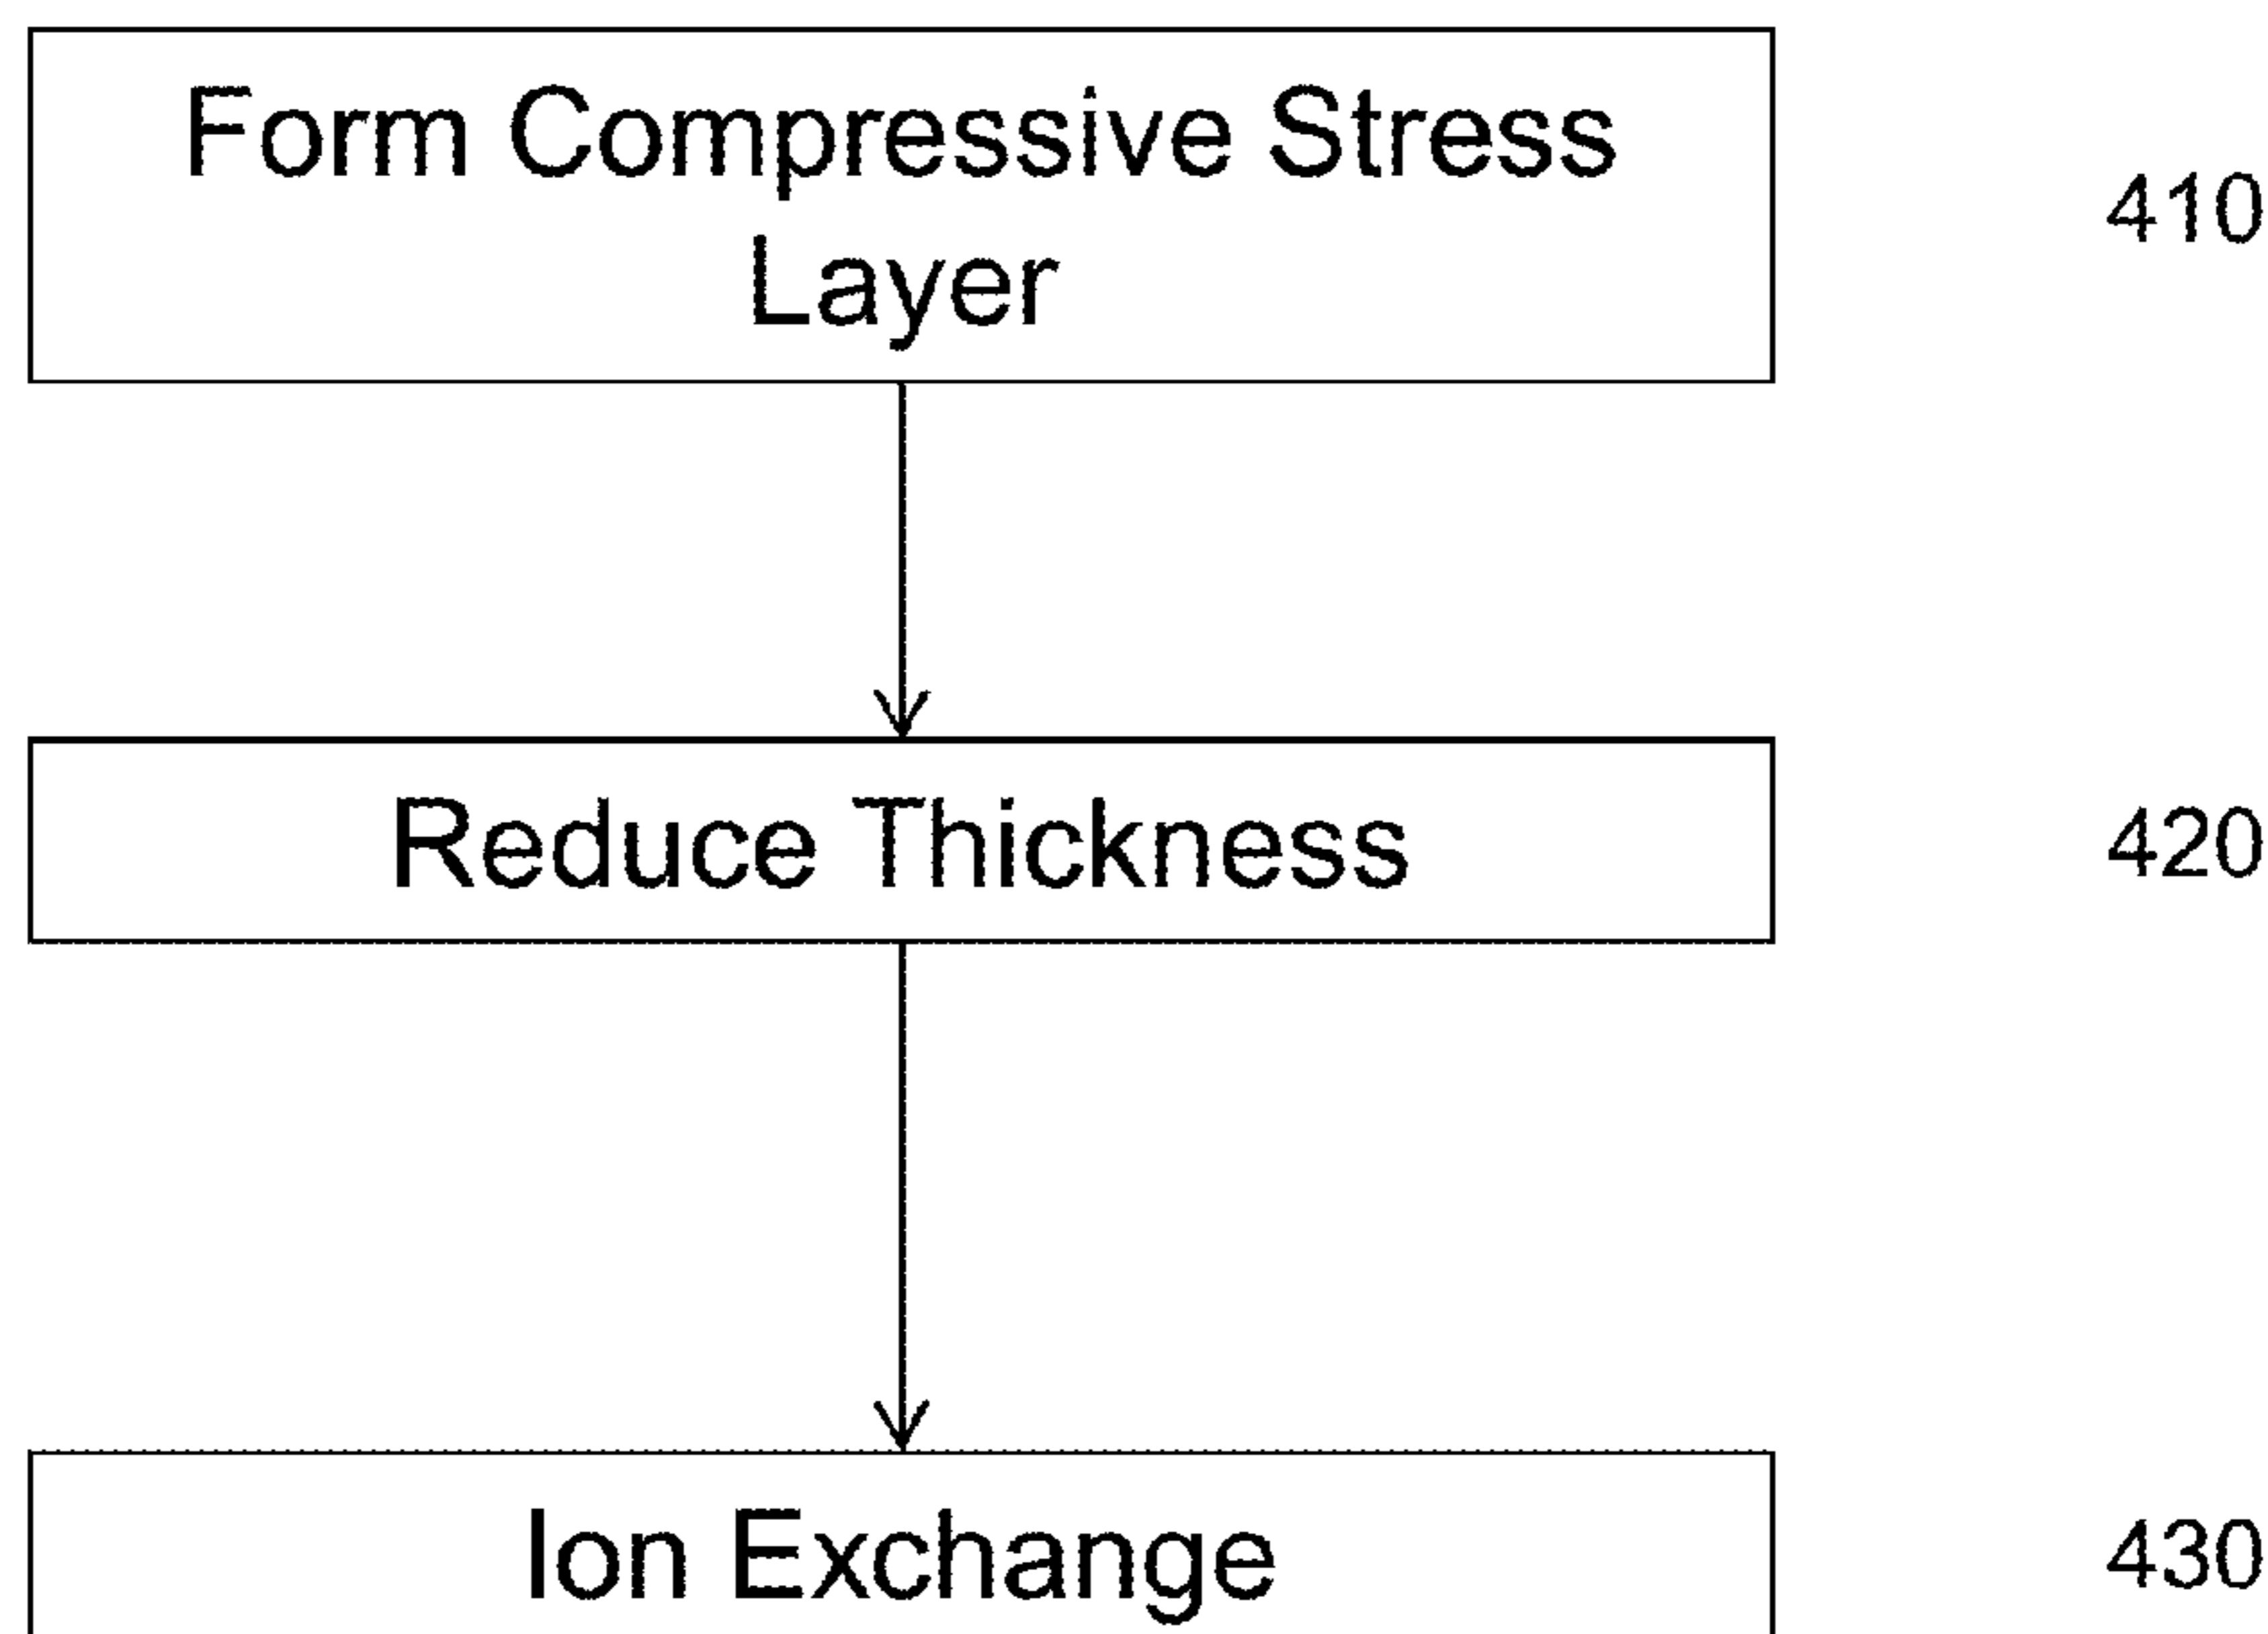 Form Compressive Stress
Layer
410
Reduce Thickness
420
Ion Exchange
430